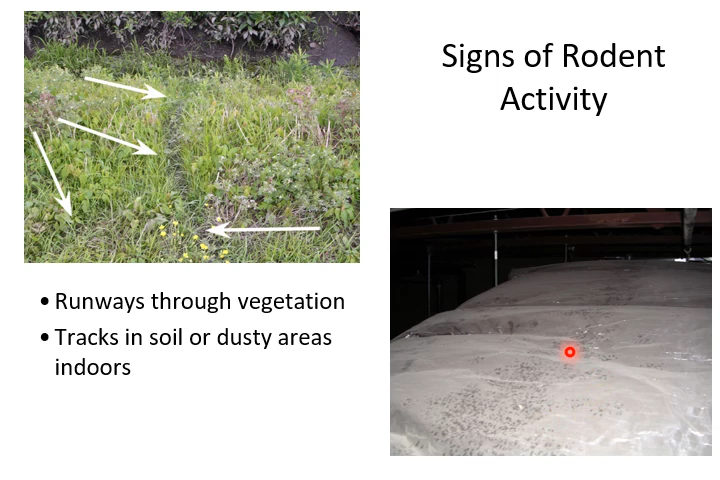 Signs of Rodent
Activity
• Runways through vegetation
• Tracks in soil or dusty areas
indoors